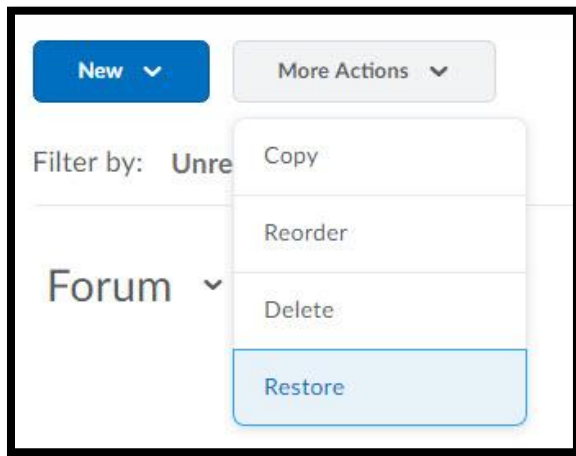 New
More Actions
Filter by: Unre
Copy
Reorder
Forum
Delete
Restore